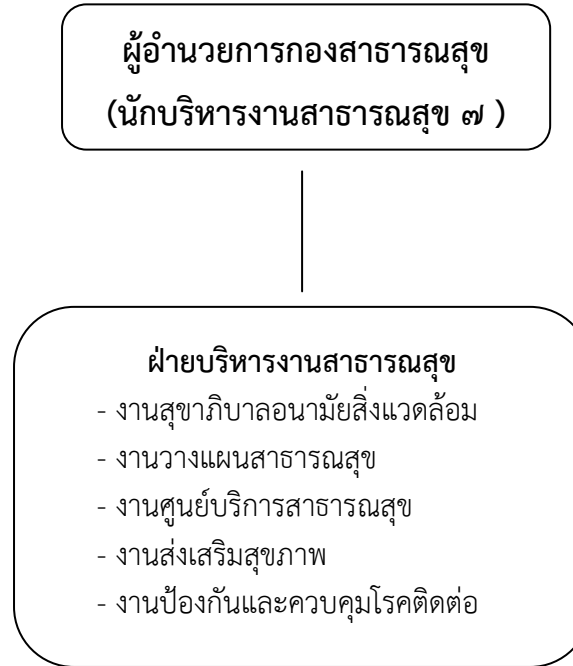 ผู้อำนวยการกองสาธารณสุข
(นักบริหารงานสาธารณสุข ๗ )
ฝ่ายบริหารงานสาธารณสุข
- งานสุขาภิบาลอนามัยสิ่งแวดล้อม
- งานวางแผนสาธารณสุข
- งานศูนย์บริการสาธารณสุข
- งานส่งเสริมสุขภาพ
- งานป้องกันและควบคุมโรคติดต่อ